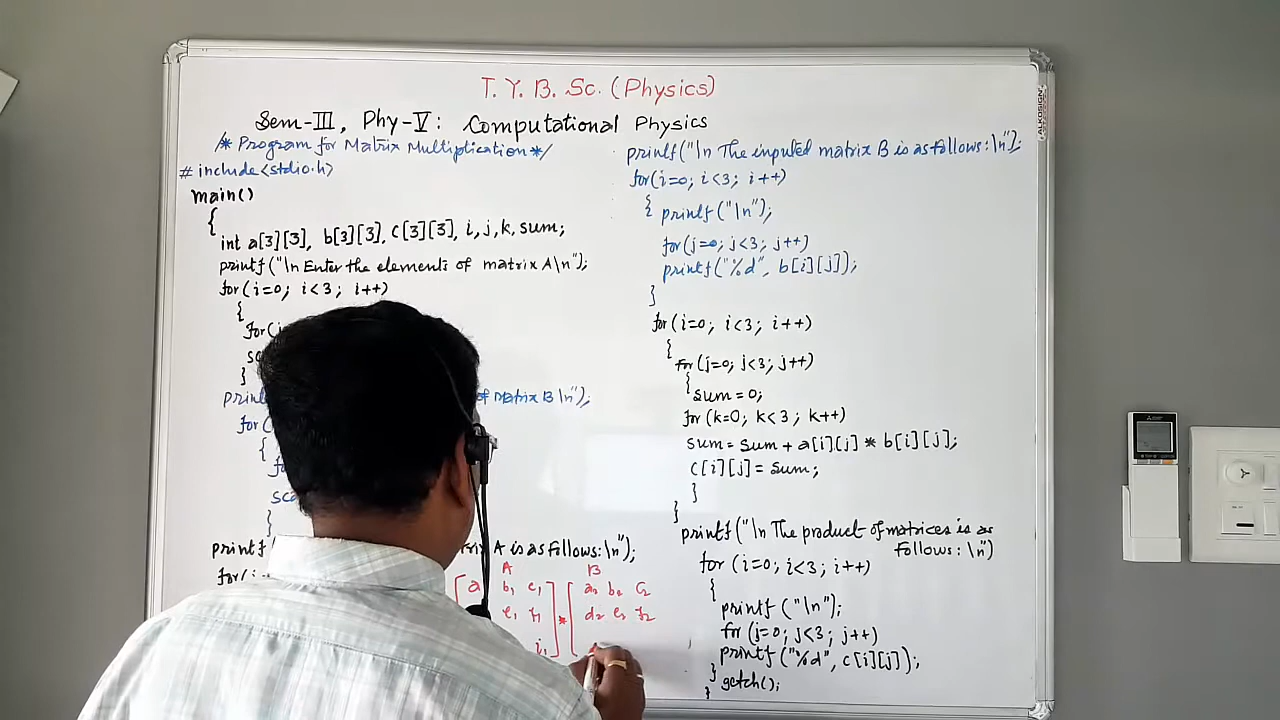 T. Y. B. Sc. (Physics)
Sem-III, Phy-V: Computational Physics
/* Program for Matrix Multiplication */
# include <stdio.h>
main()
{
int a[3][3], b[3][3], c[3][3], i, j, k, sum;
printf("\n Enter the elements of matrix A\n");
for (i=0; i<3; i++)
{
for(
}
of Matrix B \n");
for(
{
}
printf
A is as follows:\n");
for(
A B
a b1 c1 a2 b2 c2
e1 f1 * d2 e2 f2
i1
printf("\n The inputed matrix B is as follows:\n");
for(i=0; i<3; i++)
{ printf("\n");
for(j=0; j<3; j++)
printf("%d", b[i][j]);
}
for(i=0; i<3; i++)
{
for(j=0; j<3; j++)
{
sum=0;
for (k=0; k<3; k++)
sum = sum + a[i][j] * b[i][j];
c[i][j] = sum;
}
}
printf("\n The product of matrices is as
follows: \n")
for (i=0; i<3; i++)
{
printf ("\n");
for (j=0; j<3; j++)
printf("%d", c[i][j]);
}
getch();
}
ALKOSIGN